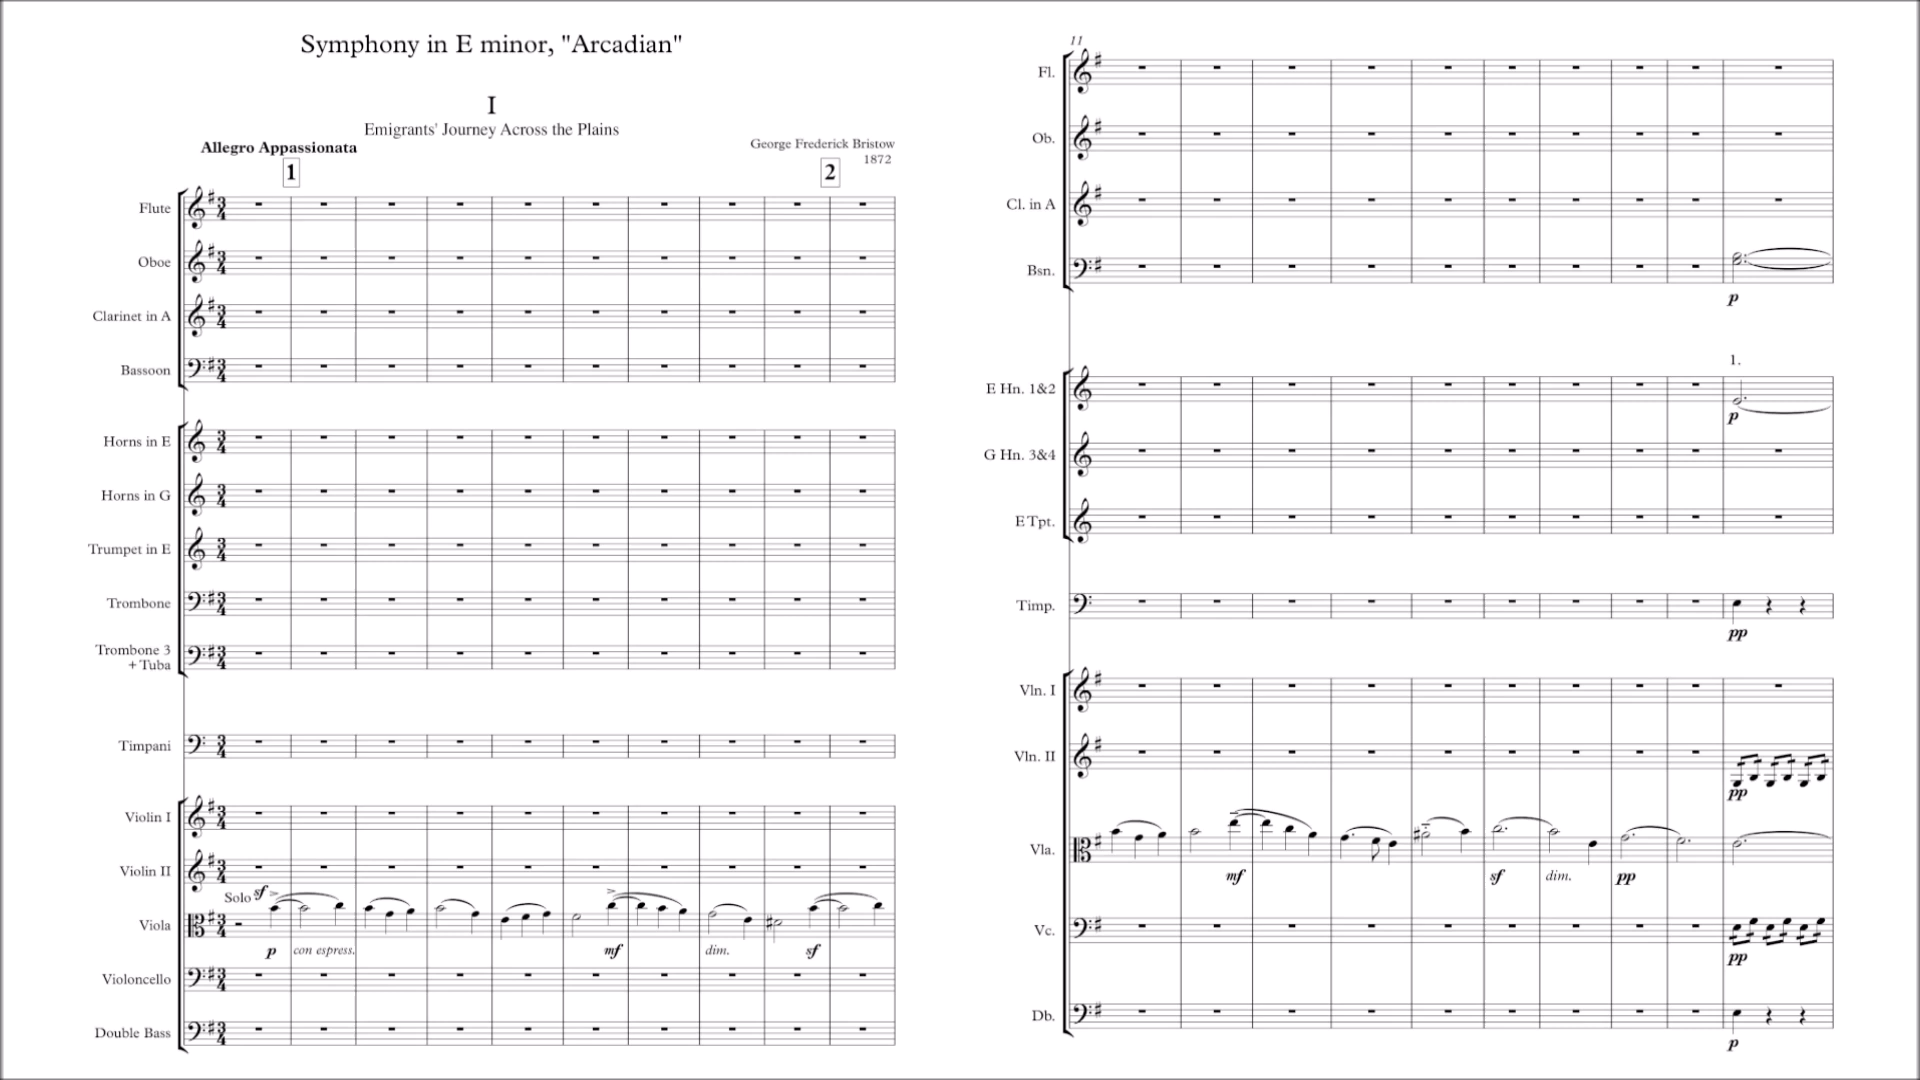 Symphony in E minor, "Arcadian"
I
Emigrants' Journey Across the Plains
Allegro Appassionata
George Frederick Bristow
1872
1
2
Flute
Oboe
Clarinet in A
Bassoon
Horns in E
Horns in G
Trumpet in E
Trombone
Trombone 3
+ Tuba
Timpani
Violin I
Violin II
Solo sf
Viola
p con espress. mf dim. sf
Violoncello
Double Bass
11
Fl.
Ob.
Cl. in A
Bsn.
p
1.
E Hn. 1&2
p
G Hn. 3&4
E Tpt.
Timp.
pp
Vln. I
Vln. II
pp
Vla.
mf sf dim. pp
Vc.
pp
Db.
p